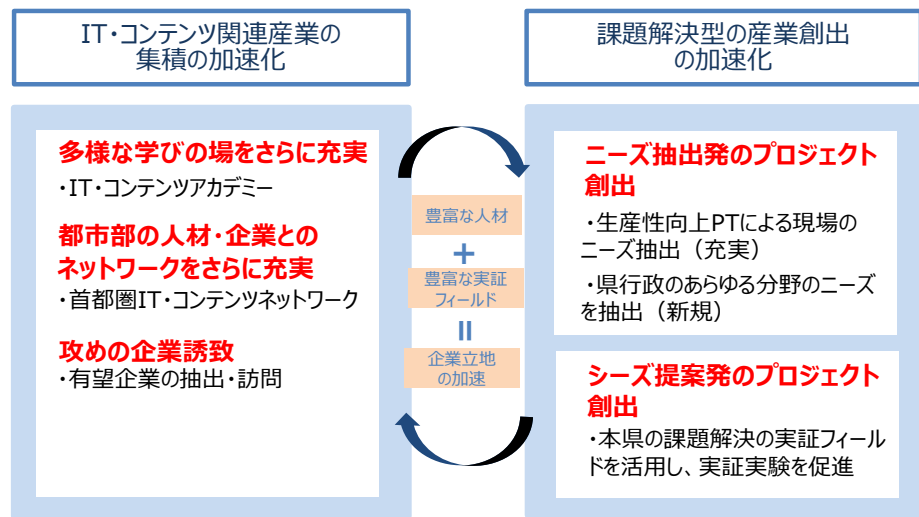 IT・コンテンツ関連産業の
集積の加速化
多様な学びの場をさらに充実
・IT・コンテンツアカデミー
都市部の人材・企業との
ネットワークをさらに充実
・首都圏IT・コンテンツネットワーク
攻めの企業誘致
・有望企業の抽出・訪問
豊富な人材
＋
豊富な実証
フィールド
＝
企業立地
の加速
課題解決型の産業創出
の加速化
ニーズ抽出発のプロジェクト
創出
・生産性向上PTによる現場の
ニーズ抽出（充実）
・県行政のあらゆる分野のニーズ
を抽出（新規）
シーズ提案発のプロジェクト
創出
・本県の課題解決の実証フィール
ドを活用し、実証実験を促進